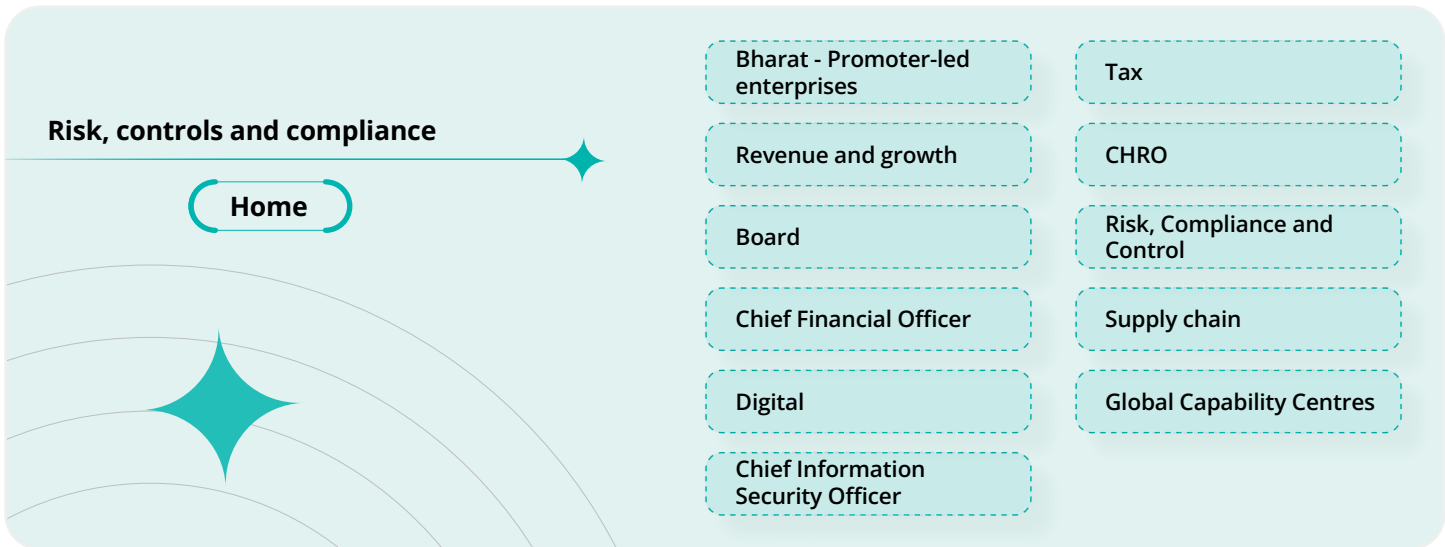 Risk, controls and compliance
Home
Bharat - Promoter-led
enterprises
Revenue and growth
Board
Chief Financial Officer
Digital
Chief Information
Security Officer
Tax
CHRO
Risk, Compliance and
Control
Supply chain
Global Capability Centres